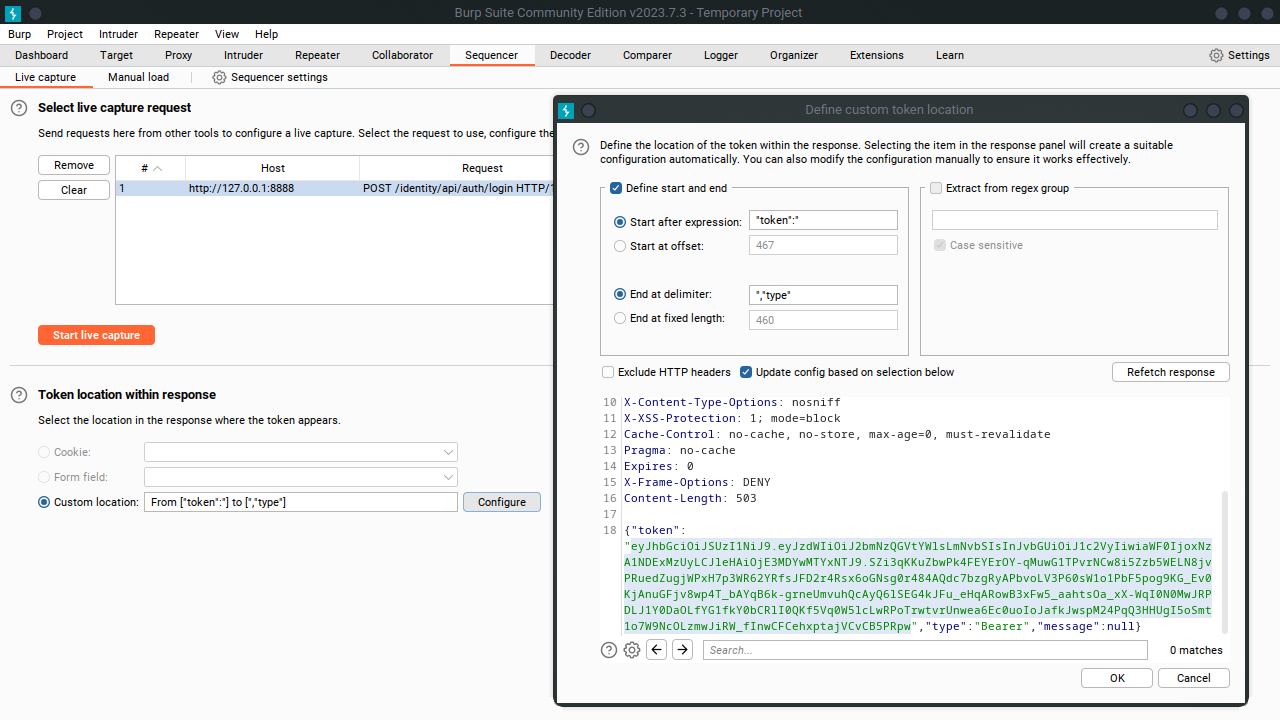 Burp Suite Community Edition v2023.7.3 - Temporary Project
Burp Project Intruder Repeater View Help
Dashboard Target Proxy Intruder Repeater Collaborator Sequencer Decoder Comparer Logger Organizer Extensions Learn Settings
Live capture Manual load Sequencer settings
Select live capture request
Send requests here from other tools to configure a live capture. Select the request to use, configure the
Remove
Clear
# Host Request
1 http://127.0.0.1:8888 POST /identity/api/auth/login HTTP/1
Start live capture
Token location within response
Select the location in the response where the token appears.
Cookie:
Form field:
Custom location: From ["token":"] to [","type"] Configure
Define custom token location
Define the location of the token within the response. Selecting the item in the response panel will create a suitable
configuration automatically. You can also modify the configuration manually to ensure it works effectively.
Define start and end
Start after expression: "token":"
Start at offset: 467
End at delimiter: ","type"
End at fixed length: 460
Extract from regex group
Case sensitive
Exclude HTTP headers Update config based on selection below Refetch response
10 X-Content-Type-Options: nosniff
11 X-XSS-Protection: 1; mode=block
12 Cache-Control: no-cache, no-store, max-age=0, must-revalidate
13 Pragma: no-cache
14 Expires: 0
15 X-Frame-Options: DENY
16 Content-Length: 503
17
18 {"token":
"eyJhbGciOiJSUzI1NiJ9.eyJzdWIiOiJ2bmNzQGVtYWlsLmNvbSIsInJvbGUiOiJ1c2VyIiwiaWF0IjoxNz
A1NDExMzUyLCJleHAiOjE3MDYwMTYxNTJ9.SZi3qKKuZbwPk4FEYErOY-qMuwG1TPvrNCw8i5Zzb5WELN8jv
PRuedZugjWPxH7p3WR62YRfsJFD2r4Rsx6oGNsg0r484AQdc7bzgRyAPbvoLV3P60sW1o1PbF5pog9KG_Ev0
KjAnuGFjv8wp4T_bAYqB6k-grneUmvuhQcAyQ6lSEG4kJFu_eHqARowB3xFw5_aahtsOa_xX-WqI0N0MwJRP
DLJ1Y0DaOLfYG1fkY0bCRlI0QKf5Vq0W5lcLwRPoTrwtvrUnwea6Ec0uoIoJafkJwspM24PqQ3HHUgI5oSmt
1o7W9NcOLzmwJiRW_fInwCFCehxptajVCvCB5PRpw","type":"Bearer","message":null}
Search... 0 matches
OK Cancel